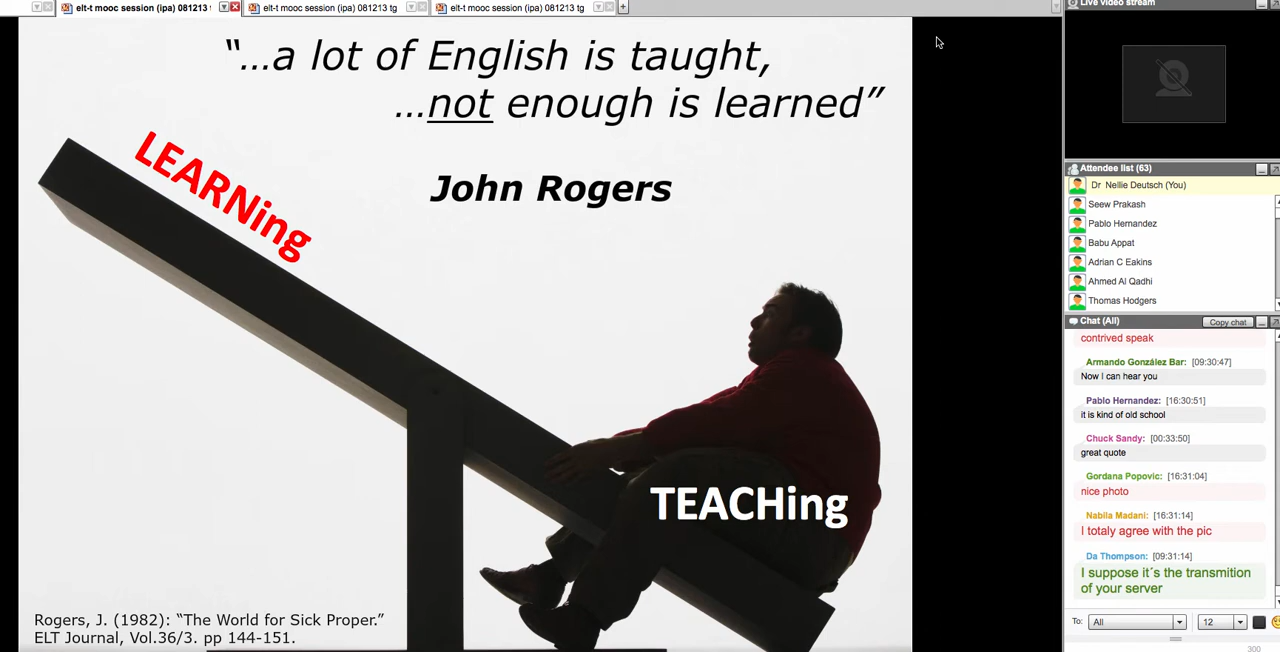 elt-t mooc session (ipa) 081213
elt-t mooc session (ipa) 081213 tg
elt-t mooc session (ipa) 081213 tg
“…a lot of English is taught,
…not enough is learned”
John Rogers
LEARNing
TEACHing
Rogers, J. (1982): “The World for Sick Proper.”
ELT Journal, Vol.36/3. pp 144-151.
Live video stream
Attendee list (63)
Dr Nellie Deutsch (You)
Seew Prakash
Pablo Hernandez
Babu Appat
Adrian C Eakins
Ahmed Al Qadhi
Thomas Hodgers
Chat (All)
Copy chat
contrived speak
Armando González Bar: [09:30:47]
Now I can hear you
Pablo Hernandez: [16:30:51]
it is kind of old school
Chuck Sandy: [00:33:50]
great quote
Gordana Popovic: [16:31:04]
nice photo
Nabila Madani: [16:31:14]
I totaly agree with the pic
Da Thompson: [09:31:14]
I suppose it´s the transmition
of your server
To: All 12
300